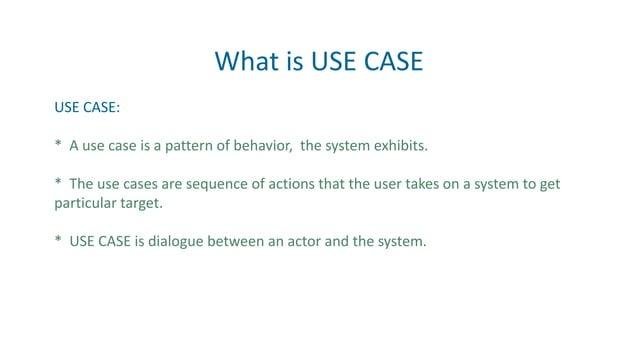 What is USE CASE
USE CASE:
* A use case is a pattern of behavior, the system exhibits.
* The use cases are sequence of actions that the user takes on a system to get
particular target.
* USE CASE is dialogue between an actor and the system.